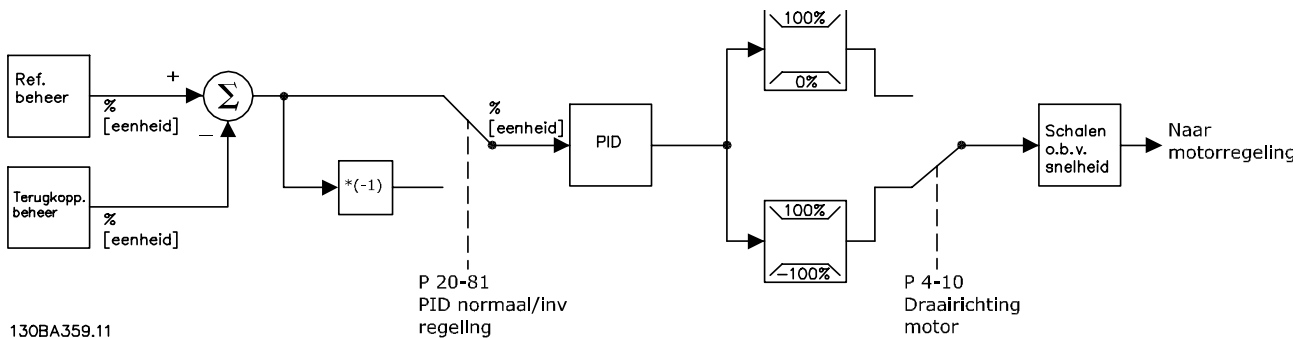 Ref.
beheer
+
%
[eenheid]
Σ
–
Terugkopp.
beheer
%
[eenheid]
*(-1)
%
[eenheid]
PID
100%
0%
100%
-100%
Schalen
o.b.v.
snelheid
Naar
motorregeling
P 20-81
PID normaal/inv
regellng
P 4-10
Draairichting
motor
130BA359.11